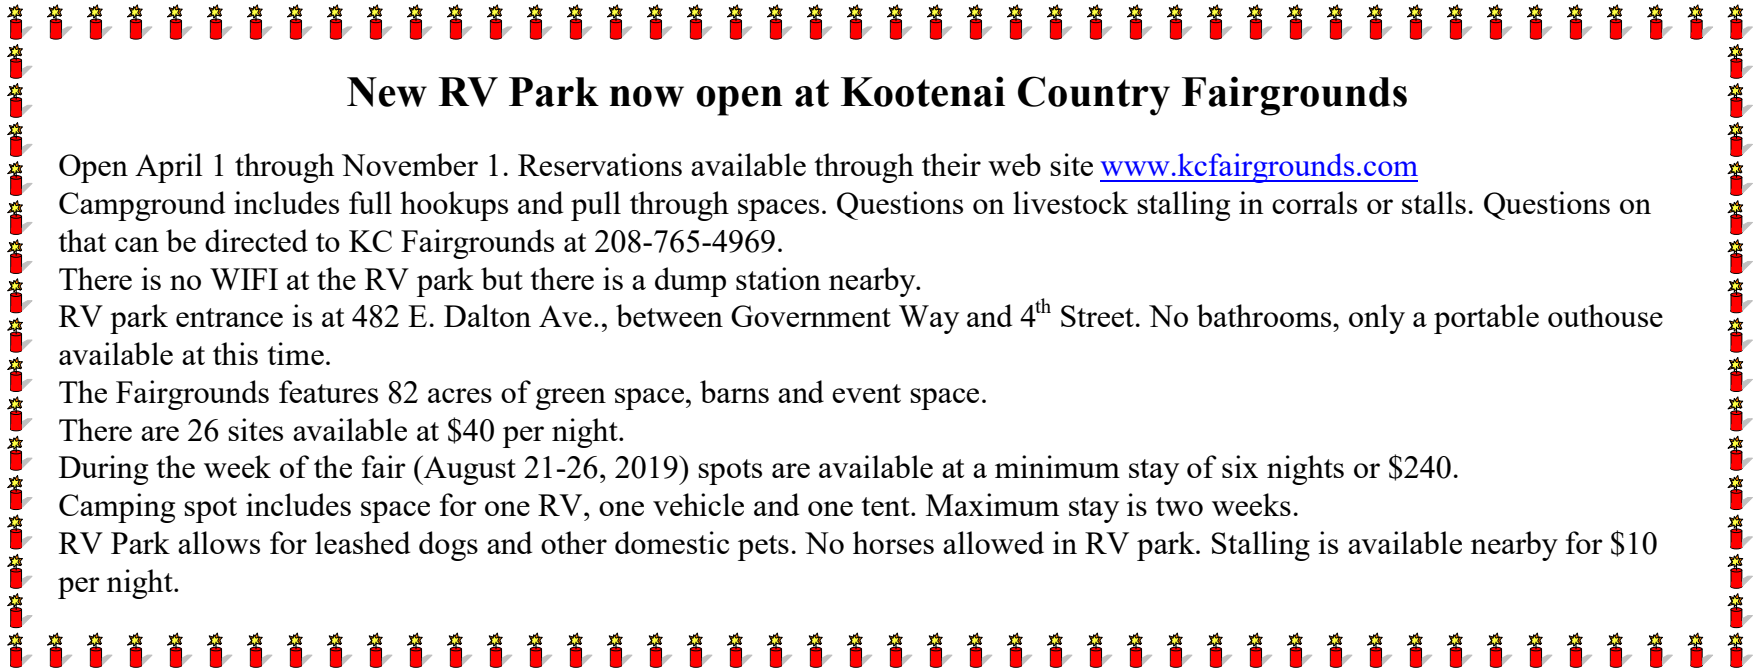 New RV Park now open at Kootenai Country Fairgrounds
Open April 1 through November 1. Reservations available through their web site www.kcfairgrounds.com
Campground includes full hookups and pull through spaces. Questions on livestock stalling in corrals or stalls. Questions on
that can be directed to KC Fairgrounds at 208-765-4969.
There is no WIFI at the RV park but there is a dump station nearby.
RV park entrance is at 482 E. Dalton Ave., between Government Way and 4th Street. No bathrooms, only a portable outhouse
available at this time.
The Fairgrounds features 82 acres of green space, barns and event space.
There are 26 sites available at $40 per night.
During the week of the fair (August 21-26, 2019) spots are available at a minimum stay of six nights or $240.
Camping spot includes space for one RV, one vehicle and one tent. Maximum stay is two weeks.
RV Park allows for leashed dogs and other domestic pets. No horses allowed in RV park. Stalling is available nearby for $10
per night.